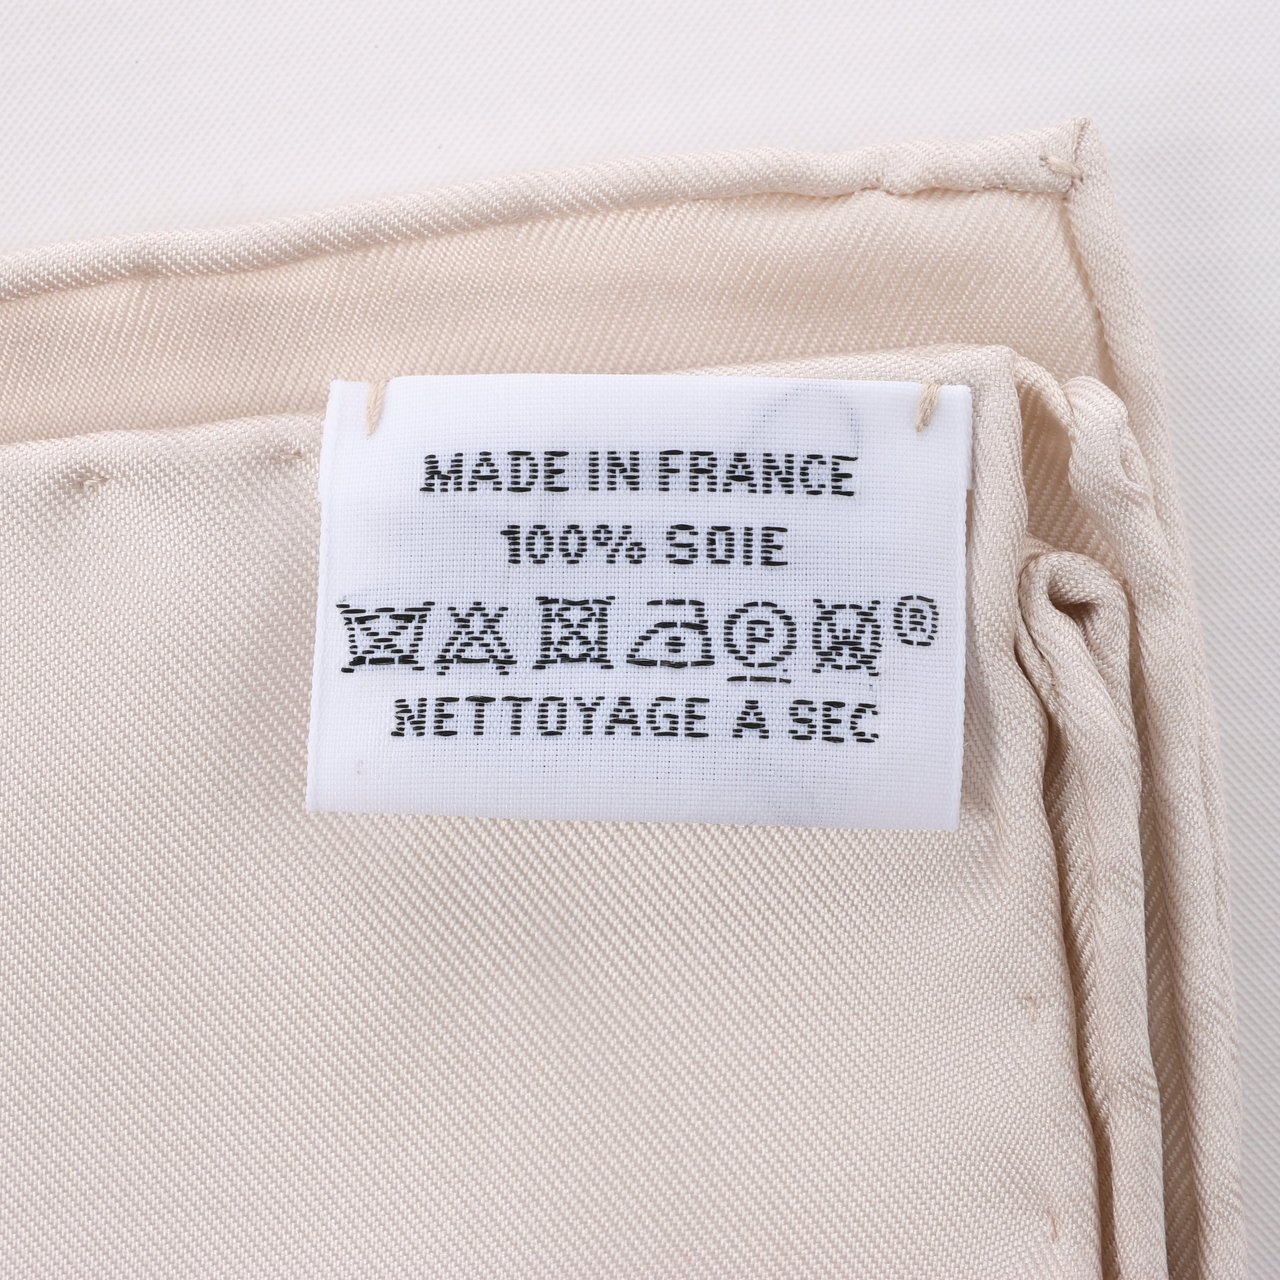 MADE IN FRANCE
100% SOIE
P ®
NETTOYAGE A SEC